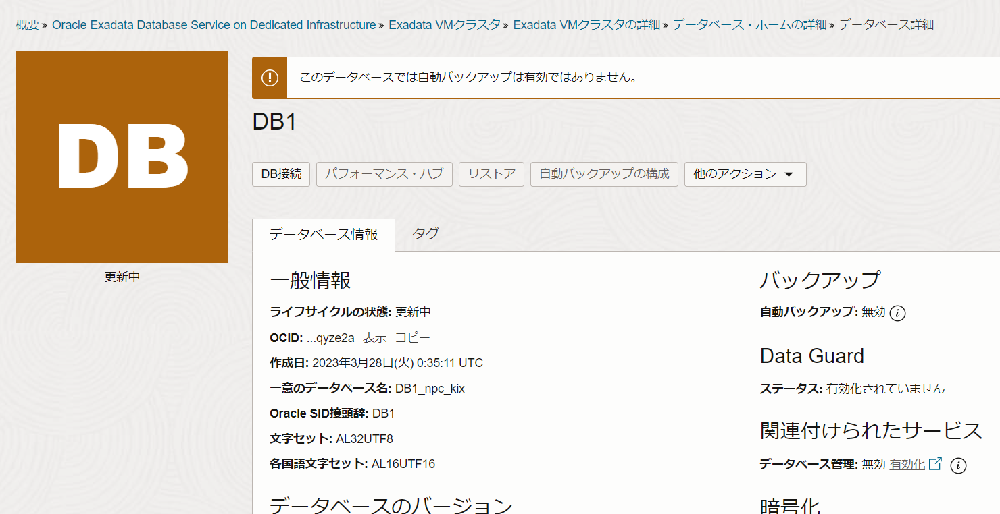 概要 » Oracle Exadata Database Service on Dedicated Infrastructure » Exadata VMクラスタ » Exadata VMクラスタの詳細 » データベース・ホームの詳細 » データベース詳細
このデータベースでは自動バックアップは有効ではありません。
DB
更新中
DB1
DB接続 パフォーマンス・ハブ リストア 自動バックアップの構成 他のアクション
データベース情報 タグ
一般情報
ライフサイクルの状態: 更新中
OCID: ...qyze2a 表示 コピー
作成日: 2023年3月28日(火) 0:35:11 UTC
一意のデータベース名: DB1_npc_kix
Oracle SID接頭辞: DB1
文字セット: AL32UTF8
各国語文字セット: AL16UTF16
データベースのバージョン
バックアップ
自動バックアップ: 無効
Data Guard
ステータス: 有効化されていません
関連付けられたサービス
データベース管理: 無効 有効化
暗号化